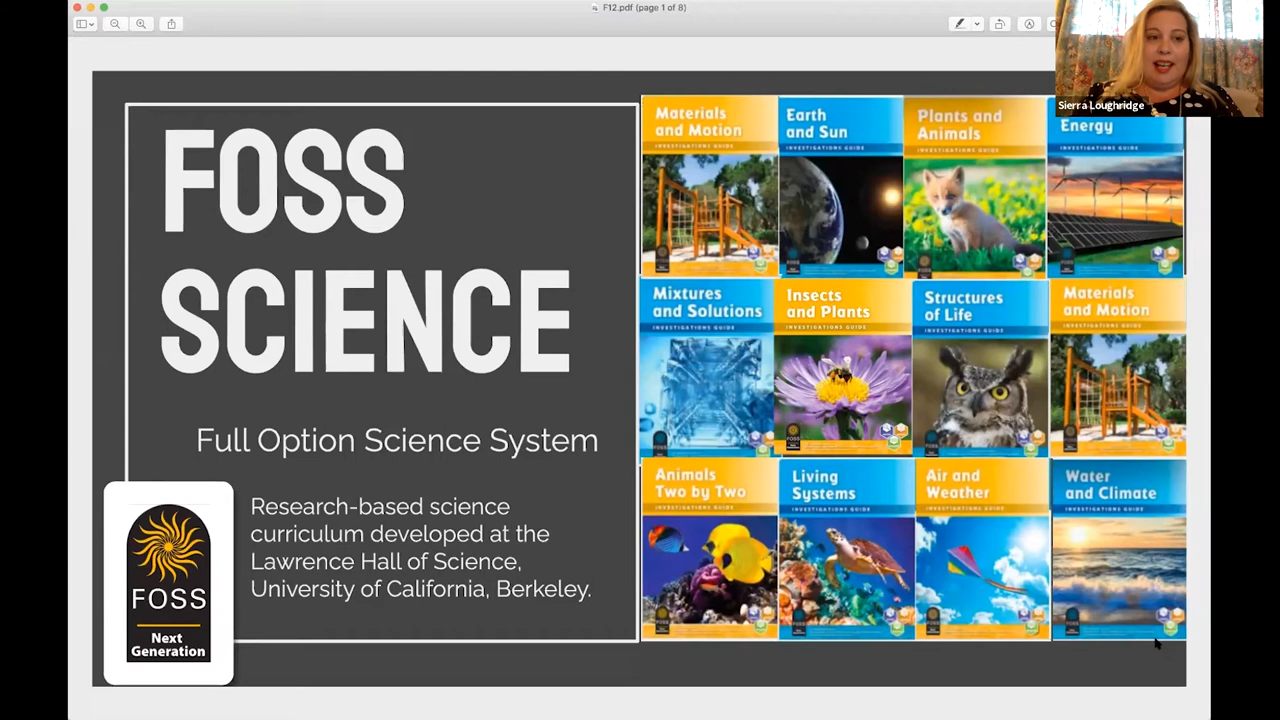 F12.pdf (page 1 of 8)
Sierra Loughridge
FOSS
SCIENCE
Full Option Science System
Research-based science
curriculum developed at the
Lawrence Hall of Science,
University of California, Berkeley.
FOSS
Next
Generation
Materials
and Motion
INVESTIGATIONS GUIDE
Earth
and Sun
INVESTIGATIONS GUIDE
Plants and
Animals
INVESTIGATIONS GUIDE
Energy
INVESTIGATIONS GUIDE
Mixtures
and Solutions
INVESTIGATIONS GUIDE
Insects
and Plants
INVESTIGATIONS GUIDE
Structures
of Life
INVESTIGATIONS GUIDE
Materials
and Motion
INVESTIGATIONS GUIDE
Animals
Two by Two
INVESTIGATIONS GUIDE
Living
Systems
INVESTIGATIONS GUIDE
Air and
Weather
INVESTIGATIONS GUIDE
Water
and Climate
INVESTIGATIONS GUIDE